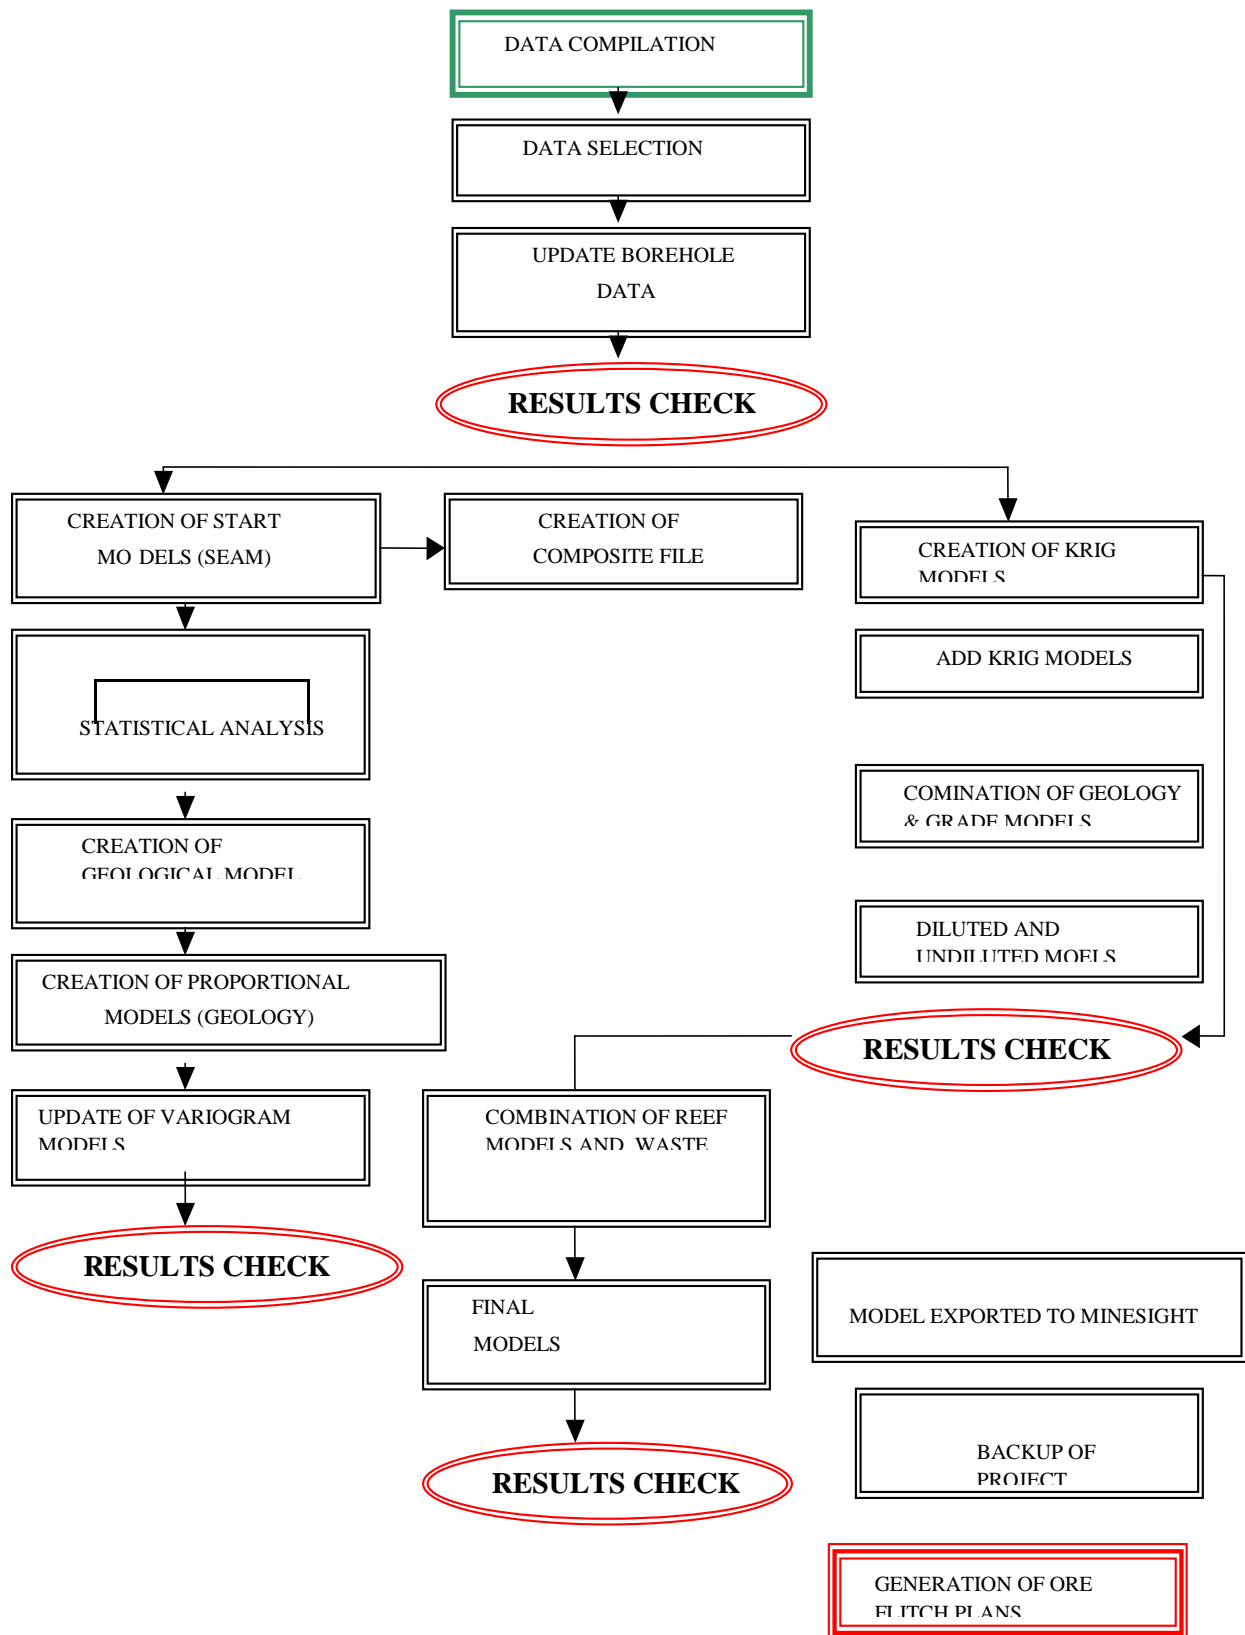 DATA COMPILATION
DATA SELECTION
UPDATE BOREHOLE
DATA
RESULTS CHECK
CREATION OF START
MO DELS (SEAM)
CREATION OF
COMPOSITE FILE
CREATION OF KRIG
MODELS
STATISTICAL ANALYSIS
ADD KRIG MODELS
COMINATION OF GEOLOGY
& GRADE MODELS
CREATION OF
GEOLOGICAL MODEL
DILUTED AND
UNDILUTED MOELS
CREATION OF PROPORTIONAL
MODELS (GEOLOGY)
RESULTS CHECK
UPDATE OF VARIOGRAM
MODELS
COMBINATION OF REEF
MODELS AND WASTE
RESULTS CHECK
FINAL
MODELS
MODEL EXPORTED TO MINESIGHT
RESULTS CHECK
BACKUP OF
PROJECT
GENERATION OF ORE
FLITCH PLANS